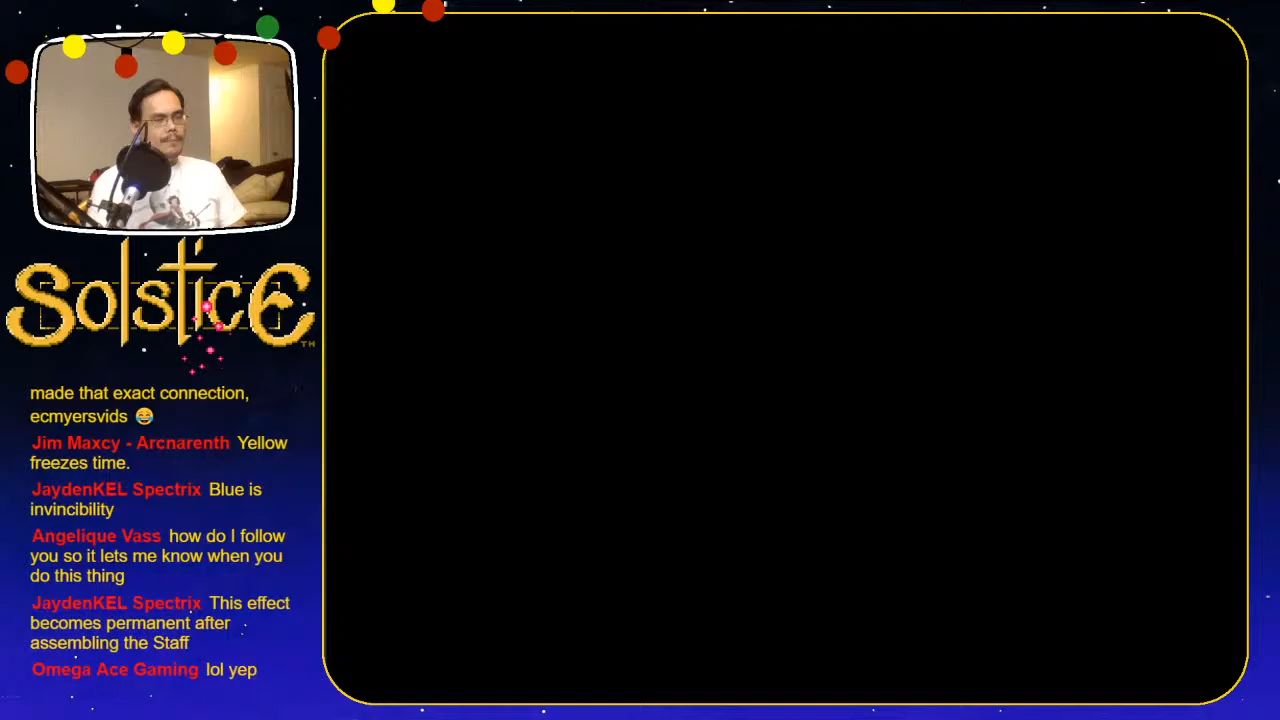 Solstice
TM
made that exact connection,
ecmyersvids 😂
Jim Maxcy - Arcnarenth Yellow
freezes time.
JaydenKEL Spectrix Blue is
invincibility
Angelique Vass how do I follow
you so it lets me know when you
do this thing
JaydenKEL Spectrix This effect
becomes permanent after
assembling the Staff
Omega Ace Gaming lol yep